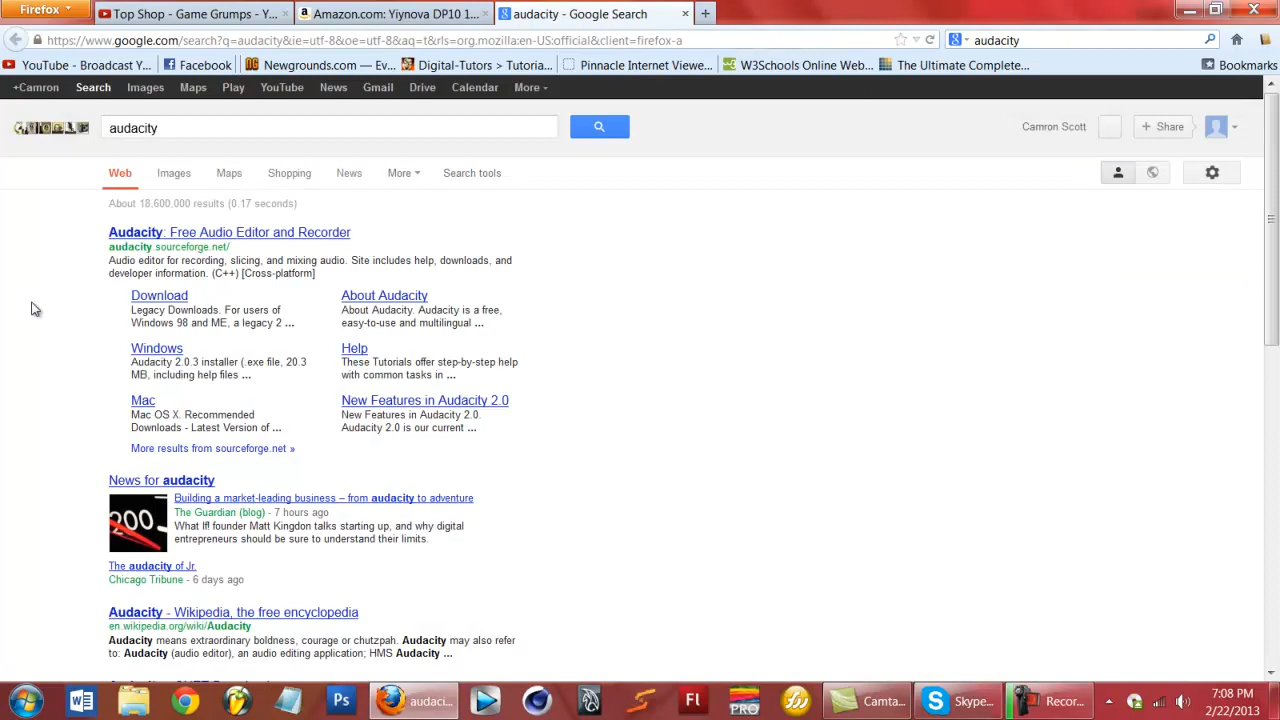 Firefox
Top Shop - Game Grumps - Y...
Amazon.com: Yiynova DP10 1...
audacity - Google Search
https://www.google.com/search?q=audacity&ie=utf-8&oe=utf-8&aq=t&rls=org.mozilla:en-US:official&client=firefox-a
audacity
YouTube - Broadcast Y...
Facebook
Newgrounds.com — Ev...
Digital-Tutors > Tutoria...
Pinnacle Internet Viewe...
W3Schools Online Web...
The Ultimate Complete...
Bookmarks
+Camron Search Images Maps Play YouTube News Gmail Drive Calendar More
audacity
Camron Scott
+ Share
Web Images Maps Shopping News More Search tools
About 18,600,000 results (0.17 seconds)
Audacity: Free Audio Editor and Recorder
audacity.sourceforge.net/
Audio editor for recording, slicing, and mixing audio. Site includes help, downloads, and
developer information. (C++) [Cross-platform]
Download
Legacy Downloads. For users of
Windows 98 and ME, a legacy 2 ...
About Audacity
About Audacity. Audacity is a free,
easy-to-use and multilingual ...
Windows
Audacity 2.0.3 installer (.exe file, 20.3
MB, including help files ...
Help
These Tutorials offer step-by-step help
with common tasks in ...
Mac
Mac OS X. Recommended
Downloads - Latest Version of ...
New Features in Audacity 2.0
New Features in Audacity 2.0.
Audacity 2.0 is our current ...
More results from sourceforge.net »
News for audacity
Building a market-leading business – from audacity to adventure
The Guardian (blog) - 7 hours ago
What If! founder Matt Kingdon talks starting up, and why digital
entrepreneurs should be sure to understand their limits.
The audacity of Jr.
Chicago Tribune - 6 days ago
Audacity - Wikipedia, the free encyclopedia
en.wikipedia.org/wiki/Audacity
Audacity means extraordinary boldness, courage or chutzpah. Audacity may also refer
to: Audacity (audio editor), an audio editing application; HMS Audacity ...
Ps
audaci...
Fl
PRO
Camta...
Skype...
Recor...
7:08 PM
2/22/2013